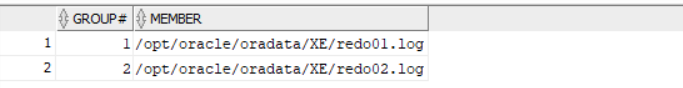 GROUP# MEMBER
1 1 /opt/oracle/oradata/XE/redo01.log
2 2 /opt/oracle/oradata/XE/redo02.log